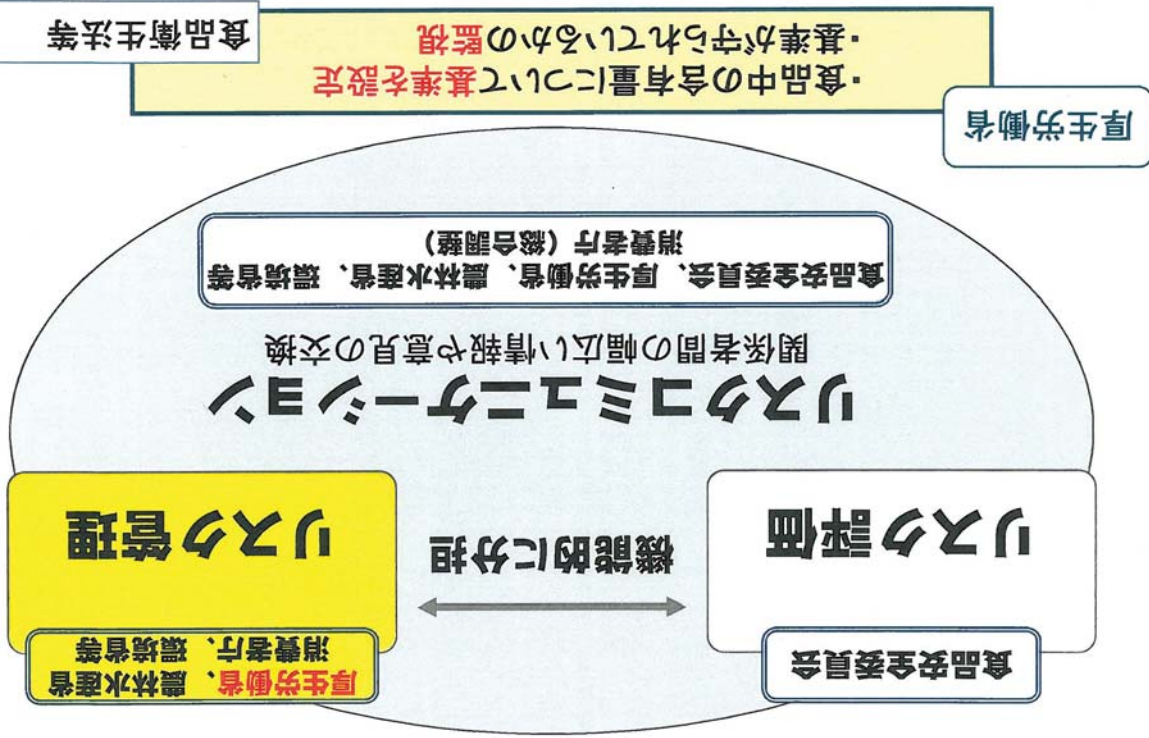 食品安全委員会
リスク評価
機能的に分担
厚生労働省、農林水産省
消費者庁、環境省等
リスク管理
リスクコミュニケーション
関係者間の幅広い情報や意見の交換
食品安全委員会、厚生労働省、農林水産省、環境省等
消費者庁(総合調整)
厚生労働省
・食品中の含有量について基準を設定
・基準が守られているかの監視
食品衛生法等